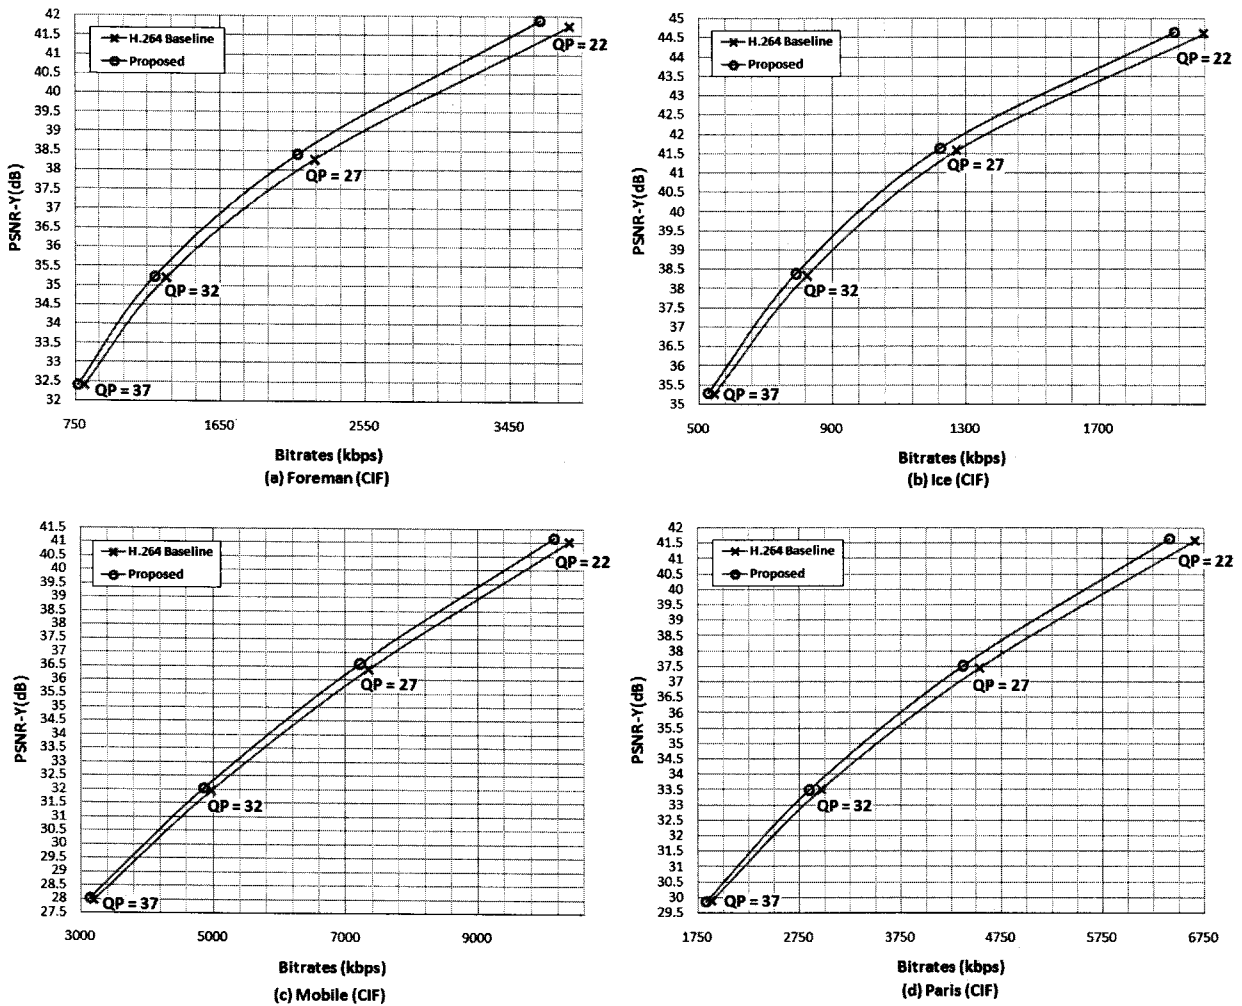 42
41.5
41
40.5
40
39.5
39
38.5
38
37.5
37
36.5
36
35.5
35
34.5
34
33.5
33
32.5
32
PSNR-Y(dB)
H.264 Baseline
Proposed
QP = 22
QP = 27
QP = 32
QP = 37
750 1650 2550 3450
Bitrates (kbps)
(a) Foreman (CIF)
45
44.5
44
43.5
43
42.5
42
41.5
41
40.5
40
39.5
39
38.5
38
37.5
37
36.5
36
35.5
35
PSNR-Y(dB)
H.264 Baseline
Proposed
QP = 22
QP = 27
QP = 32
QP = 37
500 900 1300 1700
Bitrates (kbps)
(b) Ice (CIF)
41.5
41
40.5
40
39.5
39
38.5
38
37.5
37
36.5
36
35.5
35
34.5
34
33.5
33
32.5
32
31.5
31
30.5
30
29.5
29
28.5
28
27.5
PSNR-Y(dB)
H.264 Baseline
Proposed
QP = 22
QP = 27
QP = 32
QP = 37
3000 5000 7000 9000
Bitrates (kbps)
(c) Mobile (CIF)
42
41.5
41
40.5
40
39.5
39
38.5
38
37.5
37
36.5
36
35.5
35
34.5
34
33.5
33
32.5
32
31.5
31
30.5
30
29.5
PSNR-Y(dB)
H.264 Baseline
Proposed
QP = 22
QP = 27
QP = 32
QP = 37
1750 2750 3750 4750 5750 6750
Bitrates (kbps)
(d) Paris (CIF)